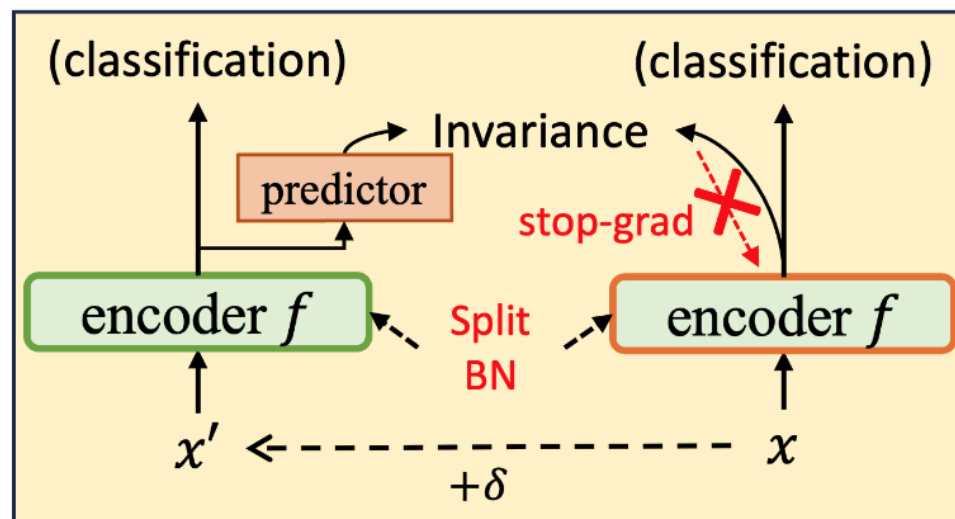 (classification)
(classification)
Invariance
predictor
stop-grad
encoder f
Split
BN
encoder f
x′
x
+δ